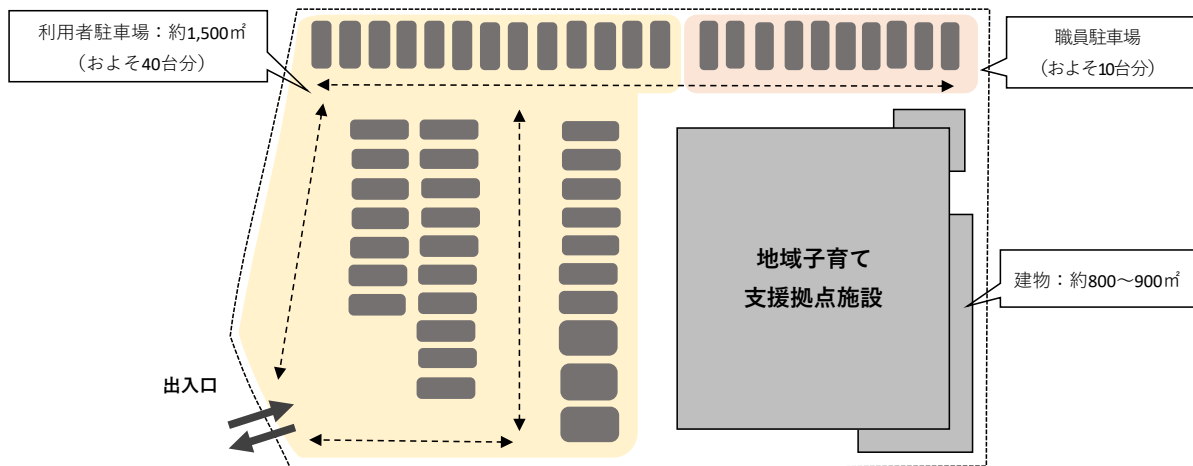 利用者駐車場：約1,500㎡
（およそ40台分）
職員駐車場
（およそ10台分）
地域子育て
支援拠点施設
建物：約800～900㎡
出入口